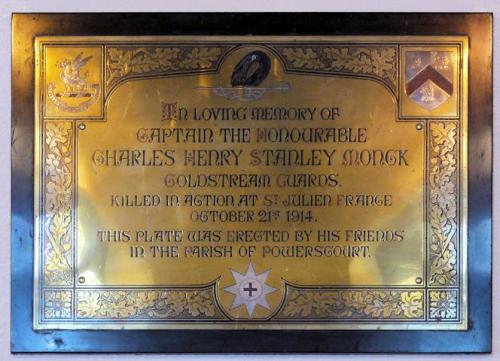 IN LOVING MEMORY OF
CAPTAIN THE HONOURABLE
CHARLES HENRY STANLEY MONCK
COLDSTREAM GUARDS.
KILLED IN ACTION AT ST JULIEN FRANCE
OCTOBER 21ST 1914.
THIS PLATE WAS ERECTED BY HIS FRIENDS
IN THE PARISH OF POWERSCOURT.